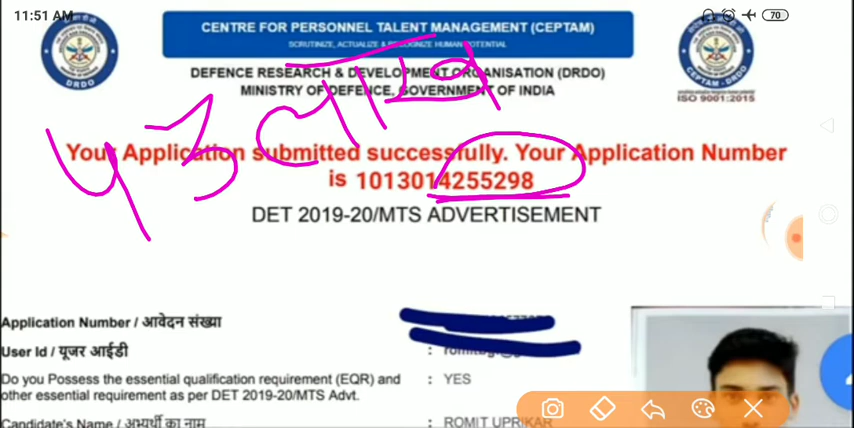 11:51 AM
70
CENTRE FOR PERSONNEL TALENT MANAGEMENT (CEPTAM)
SCRUTINIZE, ACTUALIZE & RECOGNIZE HUMAN POTENTIAL
DRDO
DEFENCE RESEARCH & DEVELOPMENT ORGANISATION (DRDO)
MINISTRY OF DEFENCE, GOVERNMENT OF INDIA
CEPTAM - DRDO
ISO 9001:2015
43 लाख
Your Application submitted successfully. Your Application Number
is 1013014255298
DET 2019-20/MTS ADVERTISEMENT
Application Number / आवेदन संख्या
User Id / यूजर आईडी :
Do you Possess the essential qualification requirement (EQR) and : YES
other essential requirement as per DET 2019-20/MTS Advt.
Candidate's Name / अभ्यर्थी का नाम : ROMIT UPRIKAR